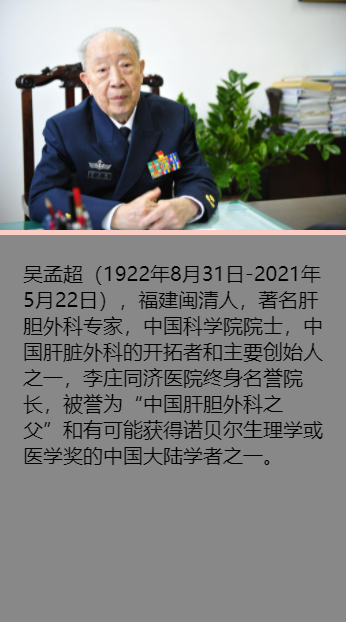 吴孟超（1922年8月31日-2021年
5月22日），福建闽清人，著名肝
胆外科专家，中国科学院院士，中
国肝脏外科的开拓者和主要创始人
之一，李庄同济医院终身名誉院
长，被誉为“中国肝胆外科之
父”和有可能获得诺贝尔生理学或
医学奖的中国大陆学者之一。